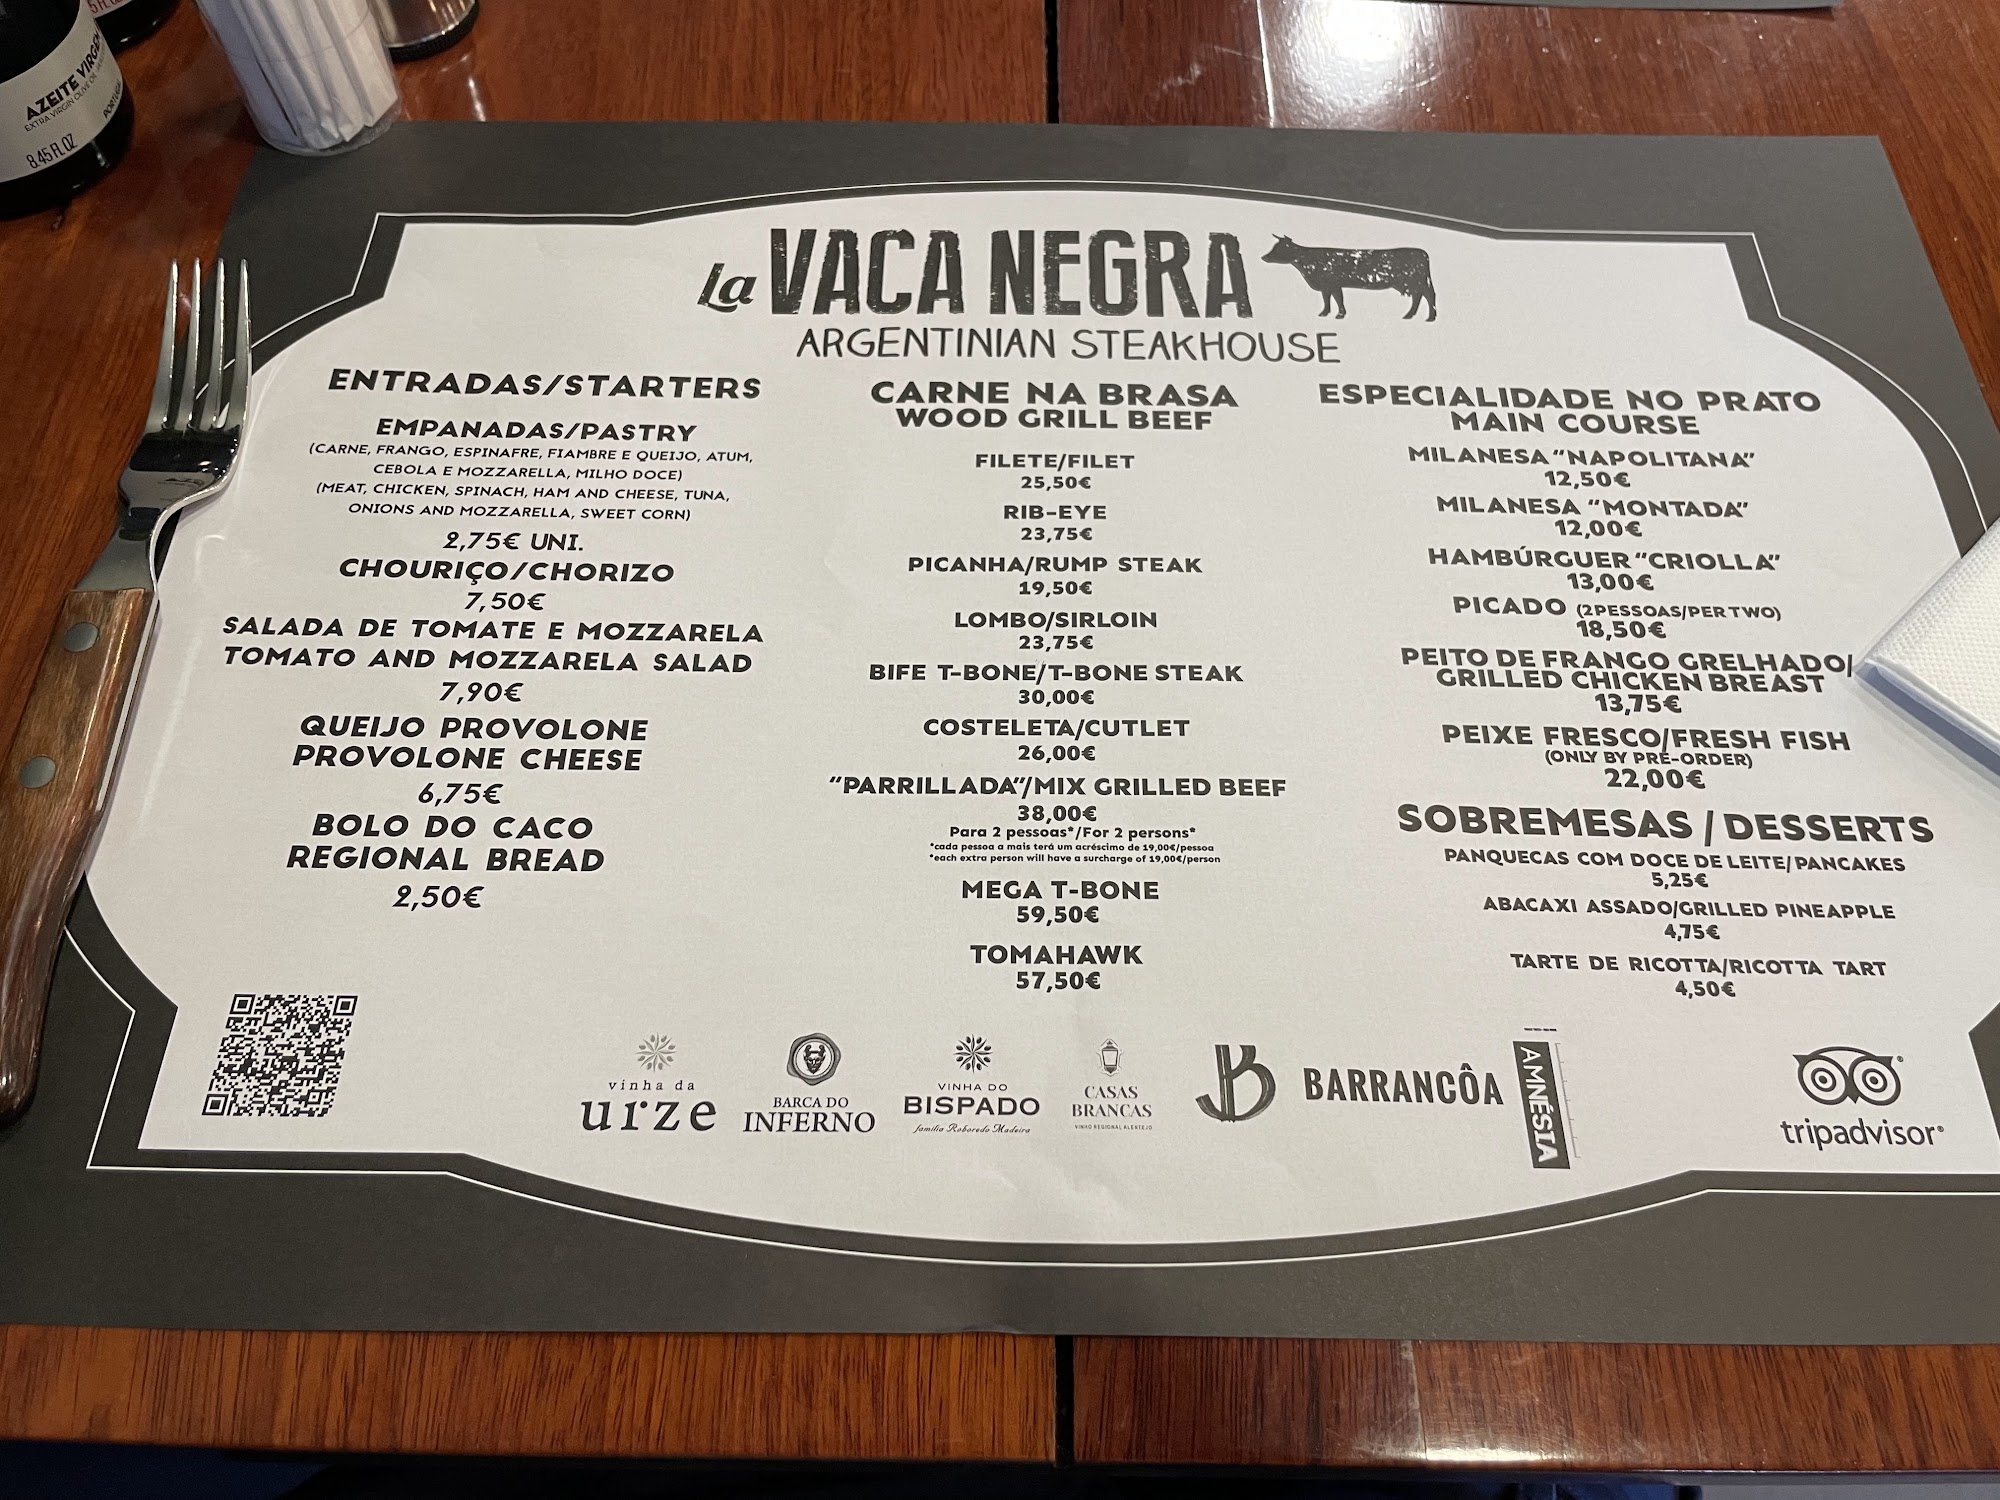 AZEITE VIRGEM
EXTRA VIRGIN OLIVE OIL
PORTUGAL
8.45 FL OZ
La VACA NEGRA
ARGENTINIAN STEAKHOUSE
ENTRADAS/STARTERS
EMPANADAS/PASTRY
(CARNE, FRANGO, ESPINAFRE, FIAMBRE E QUEIJO, ATUM,
CEBOLA E MOZZARELLA, MILHO DOCE)
(MEAT, CHICKEN, SPINACH, HAM AND CHEESE, TUNA,
ONIONS AND MOZZARELLA, SWEET CORN)
2,75€ UNI.
CHOURIÇO/CHORIZO
7,50€
SALADA DE TOMATE E MOZZARELA
TOMATO AND MOZZARELA SALAD
7,90€
QUEIJO PROVOLONE
PROVOLONE CHEESE
6,75€
BOLO DO CACO
REGIONAL BREAD
2,50€
CARNE NA BRASA
WOOD GRILL BEEF
FILETE/FILET
25,50€
RIB-EYE
23,75€
PICANHA/RUMP STEAK
19,50€
LOMBO/SIRLOIN
23,75€
BIFE T-BONE/T-BONE STEAK
30,00€
COSTELETA/CUTLET
26,00€
"PARRILLADA"/MIX GRILLED BEEF
38,00€
Para 2 pessoas*/For 2 persons*
*cada pessoa a mais terá um acréscimo de 19,00€/pessoa
*each extra person will have a surcharge of 19,00€/person
MEGA T-BONE
59,50€
TOMAHAWK
57,50€
ESPECIALIDADE NO PRATO
MAIN COURSE
MILANESA "NAPOLITANA"
12,50€
MILANESA "MONTADA"
12,00€
HAMBÚRGUER "CRIOLLA"
13,00€
PICADO (2PESSOAS/PER TWO)
18,50€
PEITO DE FRANGO GRELHADO/
GRILLED CHICKEN BREAST
13,75€
PEIXE FRESCO/FRESH FISH
(ONLY BY PRE-ORDER)
22,00€
SOBREMESAS / DESSERTS
PANQUECAS COM DOCE DE LEITE/PANCAKES
5,25€
ABACAXI ASSADO/GRILLED PINEAPPLE
4,75€
TARTE DE RICOTTA/RICOTTA TART
4,50€
vinha da
urze
BARCA DO
INFERNO
VINHA DO
BISPADO
família Roboredo Madeira
CASAS
BRANCAS
VINHO REGIONAL ALENTEJO
BARRANCÔA
AMNÉSTA
tripadvisor®